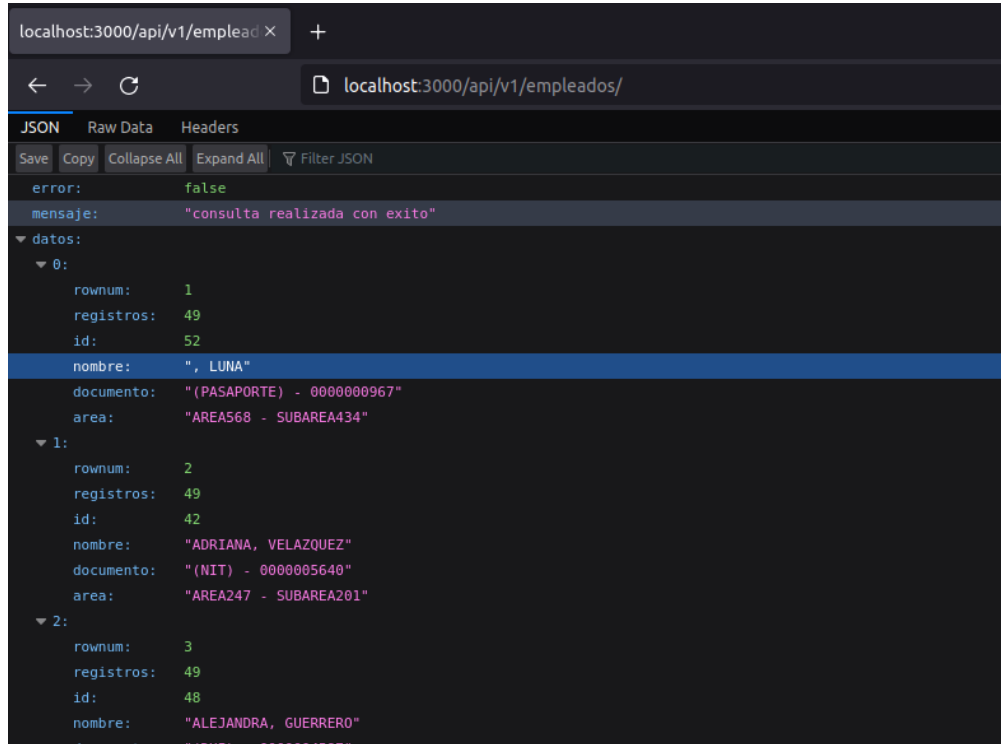 localhost:3000/api/v1/emplead
localhost:3000/api/v1/empleados/
JSON Raw Data Headers
Save Copy Collapse All Expand All Filter JSON
error: false
mensaje: "consulta realizada con exito"
datos:
0:
rownum: 1
registros: 49
id: 52
nombre: ", LUNA"
documento: "(PASAPORTE) - 0000000967"
area: "AREA568 - SUBAREA434"
1:
rownum: 2
registros: 49
id: 42
nombre: "ADRIANA, VELAZQUEZ"
documento: "(NIT) - 0000005640"
area: "AREA247 - SUBAREA201"
2:
rownum: 3
registros: 49
id: 48
nombre: "ALEJANDRA, GUERRERO"